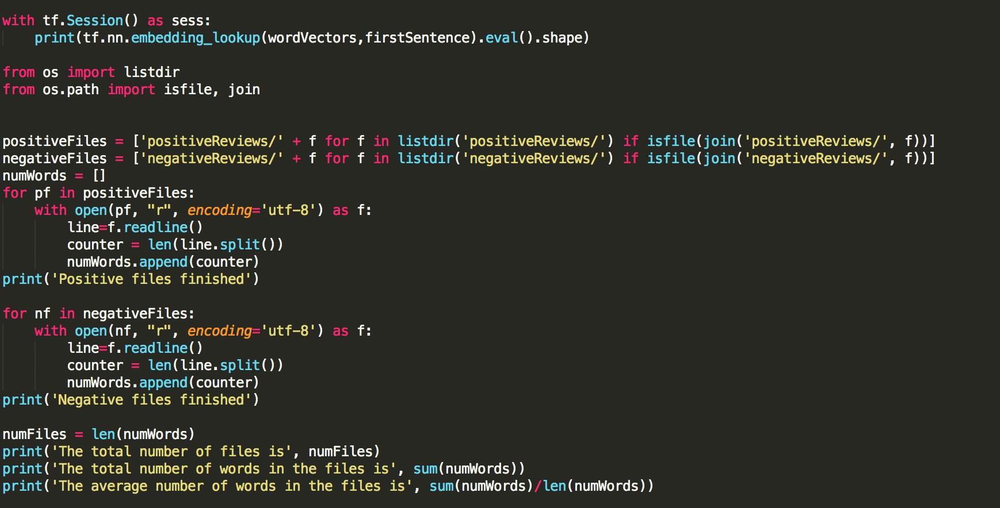 with tf.Session() as sess:
    print(tf.nn.embedding_lookup(wordVectors,firstSentence).eval().shape)

from os import listdir
from os.path import isfile, join


positiveFiles = ['positiveReviews/' + f for f in listdir('positiveReviews/') if isfile(join('positiveReviews/', f))]
negativeFiles = ['negativeReviews/' + f for f in listdir('negativeReviews/') if isfile(join('negativeReviews/', f))]
numWords = []
for pf in positiveFiles:
    with open(pf, "r", encoding='utf-8') as f:
        line=f.readline()
        counter = len(line.split())
        numWords.append(counter)
print('Positive files finished')

for nf in negativeFiles:
    with open(nf, "r", encoding='utf-8') as f:
        line=f.readline()
        counter = len(line.split())
        numWords.append(counter)
print('Negative files finished')

numFiles = len(numWords)
print('The total number of files is', numFiles)
print('The total number of words in the files is', sum(numWords))
print('The average number of words in the files is', sum(numWords)/len(numWords))